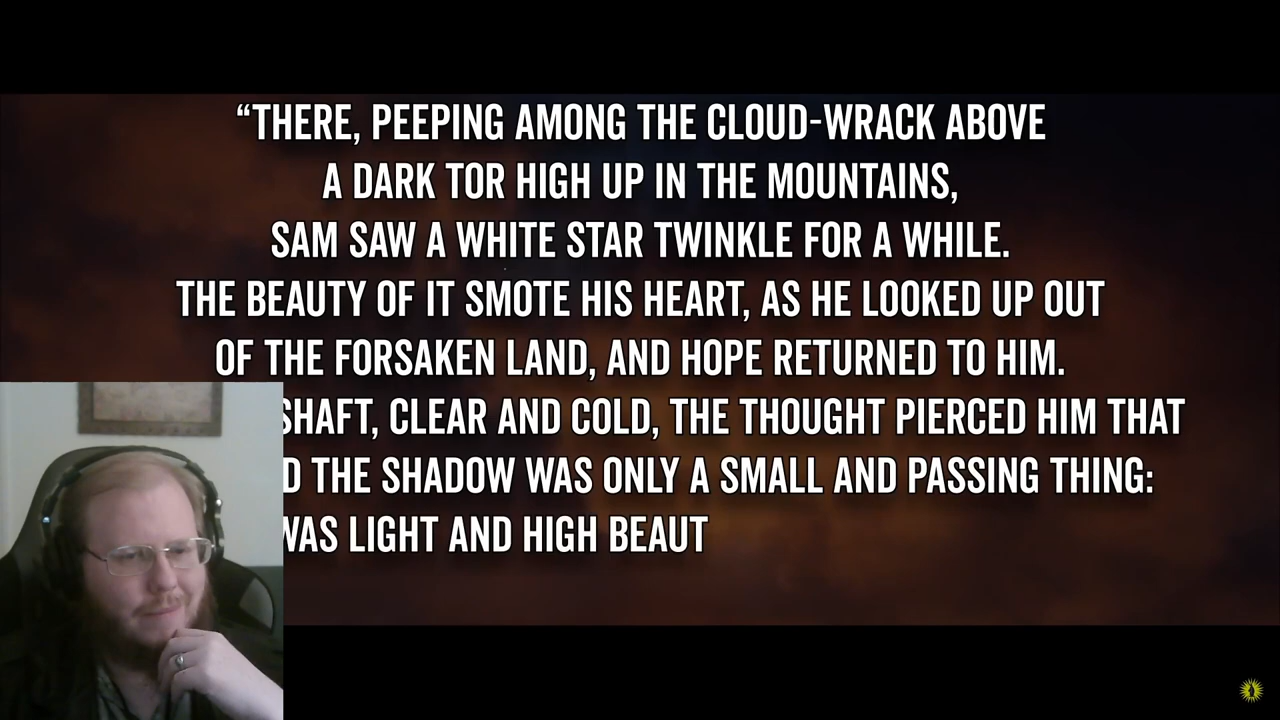 “THERE, PEEPING AMONG THE CLOUD-WRACK ABOVE
A DARK TOR HIGH UP IN THE MOUNTAINS,
SAM SAW A WHITE STAR TWINKLE FOR A WHILE.
THE BEAUTY OF IT SMOTE HIS HEART, AS HE LOOKED UP OUT
OF THE FORSAKEN LAND, AND HOPE RETURNED TO HIM.
SHAFT, CLEAR AND COLD, THE THOUGHT PIERCED HIM THAT
D THE SHADOW WAS ONLY A SMALL AND PASSING THING:
WAS LIGHT AND HIGH BEAUT